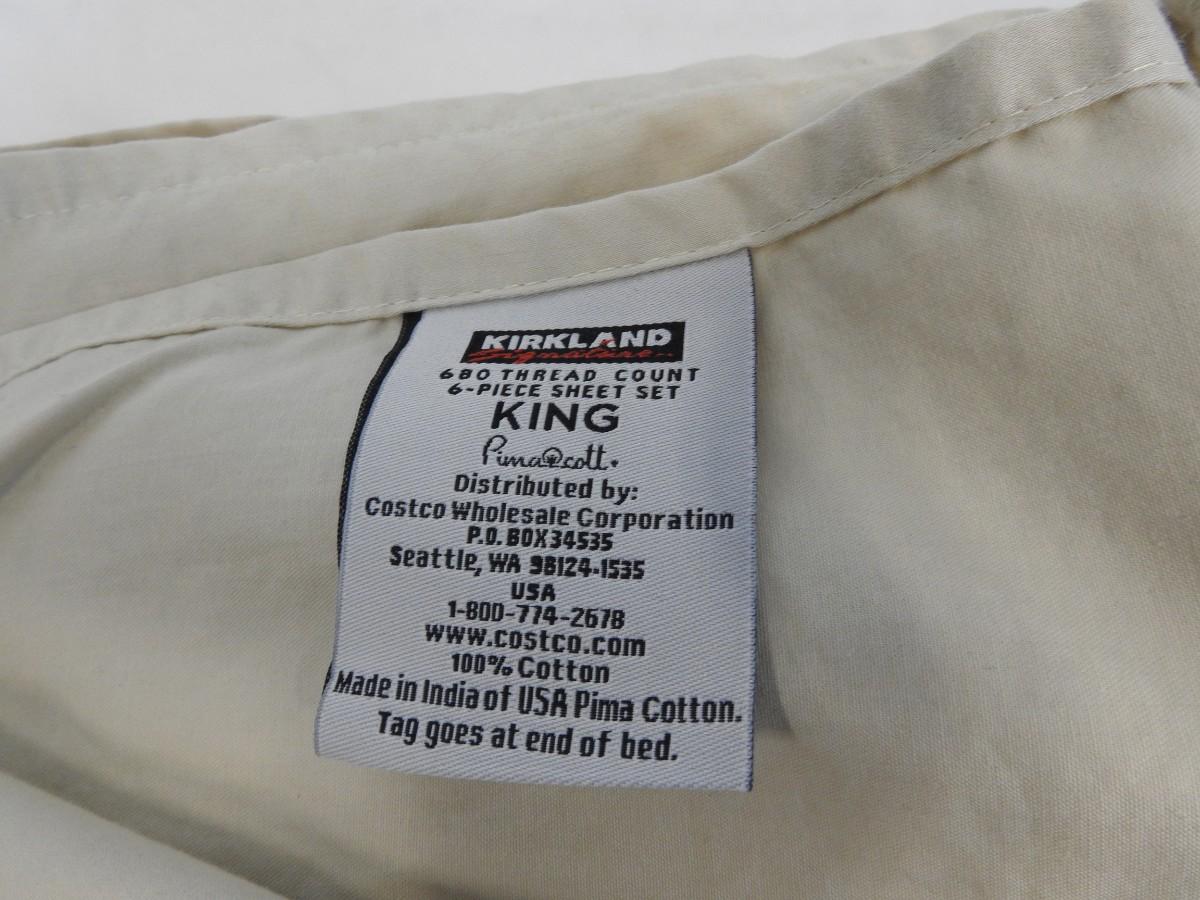 KIRKLAND
Signature
680 THREAD COUNT
6-PIECE SHEET SET
KING
Pimacott
Distributed by:
Costco Wholesale Corporation
P.O. BOX 34535
Seattle, WA 98124-1535
USA
1-800-774-2678
www.costco.com
100% Cotton
Made in India of USA Pima Cotton.
Tag goes at end of bed.